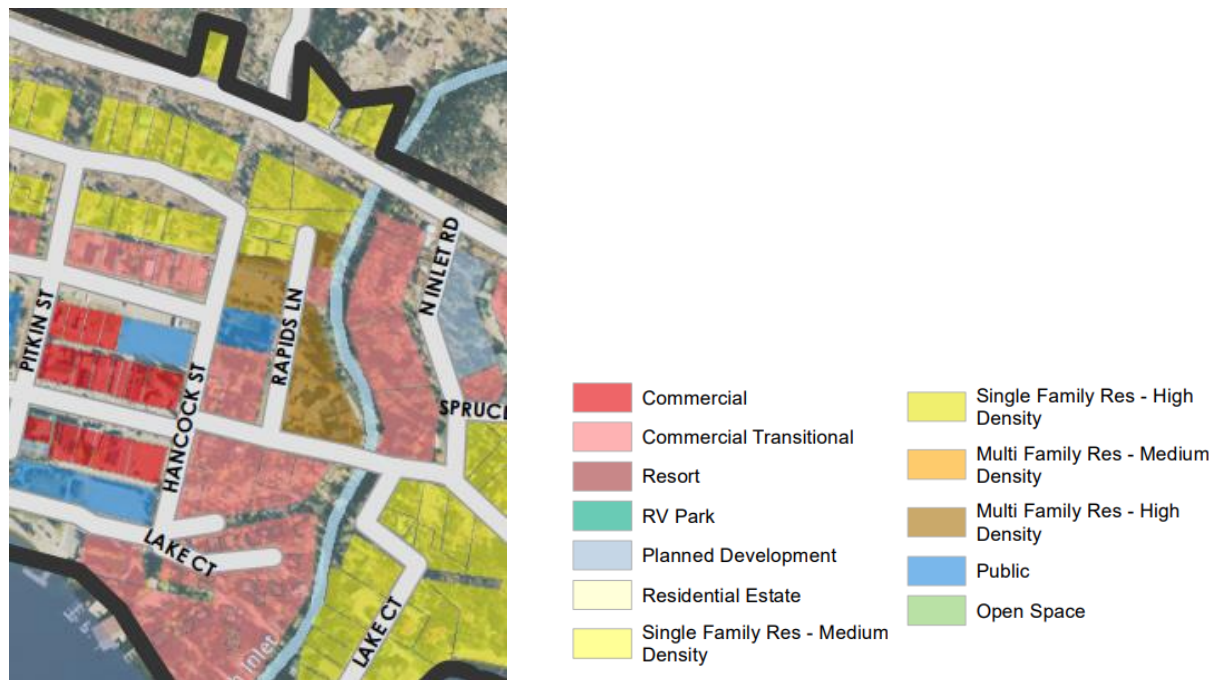 N INLET RD
PITKIN ST
RAPIDS LN
HANCOCK ST
SPRUCE
LAKE CT
LAKE CT
Inlet
Commercial
Commercial Transitional
Resort
RV Park
Planned Development
Residential Estate
Single Family Res - Medium
Density
Single Family Res - High
Density
Multi Family Res - Medium
Density
Multi Family Res - High
Density
Public
Open Space